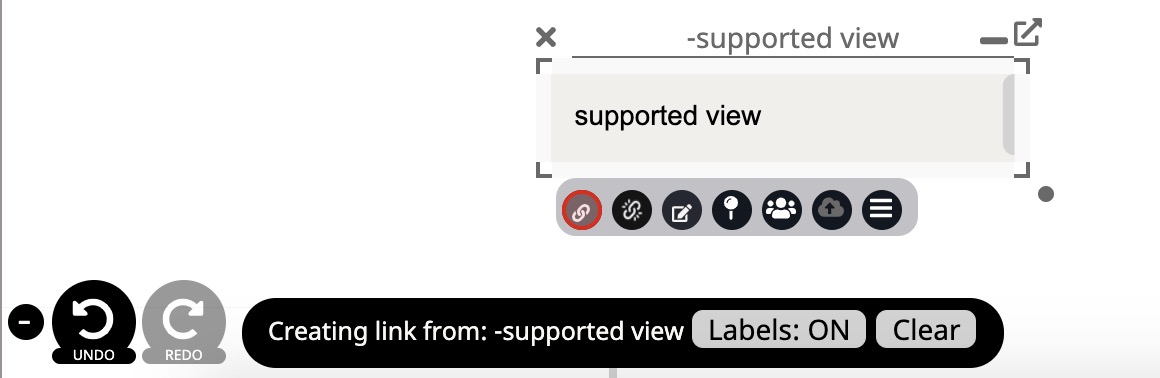 -supported view
supported view
UNDO
REDO
Creating link from: -supported view Labels: ON Clear